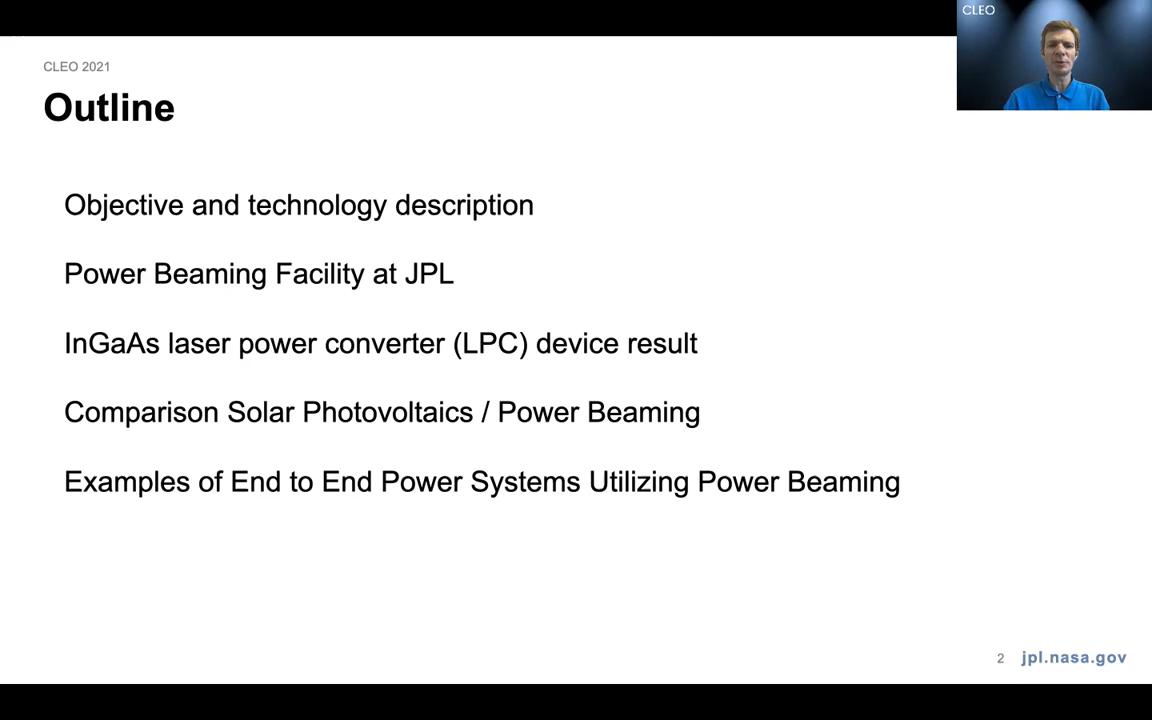 CLEO
CLEO 2021
Outline
Objective and technology description
Power Beaming Facility at JPL
InGaAs laser power converter (LPC) device result
Comparison Solar Photovoltaics / Power Beaming
Examples of End to End Power Systems Utilizing Power Beaming
2 jpl.nasa.gov